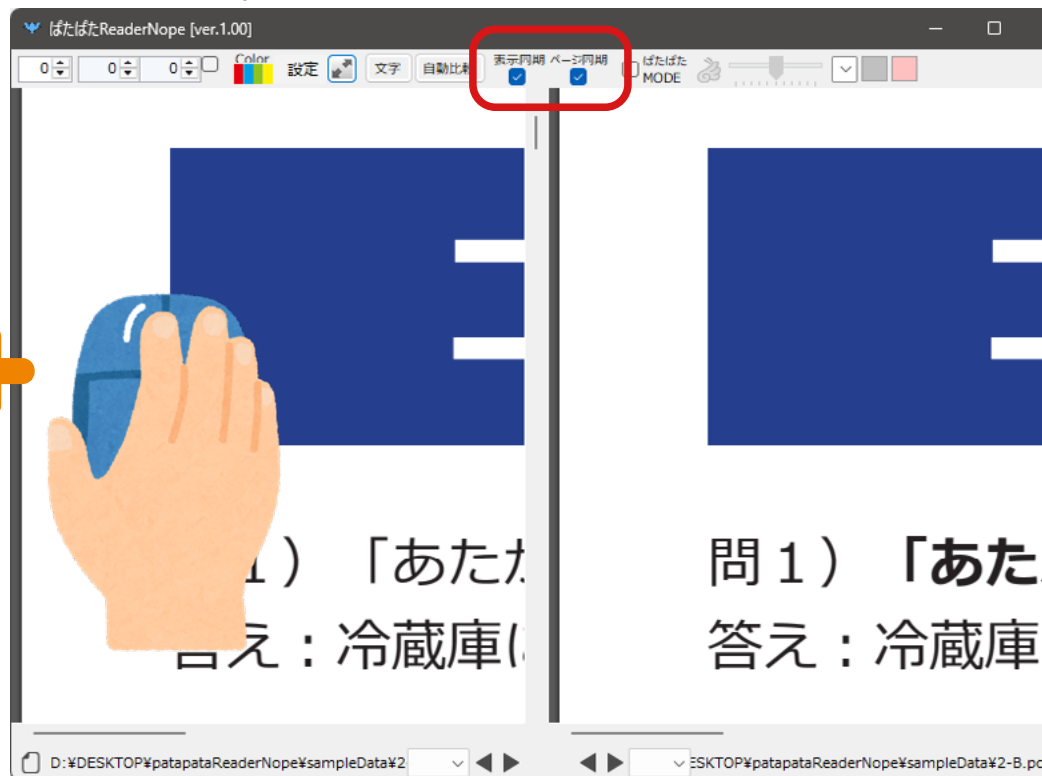 ぱたぱたReaderNope [ver.1.00]
0 0 0 Color 設定 文字 自動比較 表示同期 ページ同期 ぱたぱた MODE
問1） 「あた
答え：冷蔵庫に
問1） 「あた
答え：冷蔵庫
D:¥DESKTOP¥patapataReaderNope¥sampleData¥2
ESKTOP¥patapataReaderNope¥sampleData¥2-B.pd